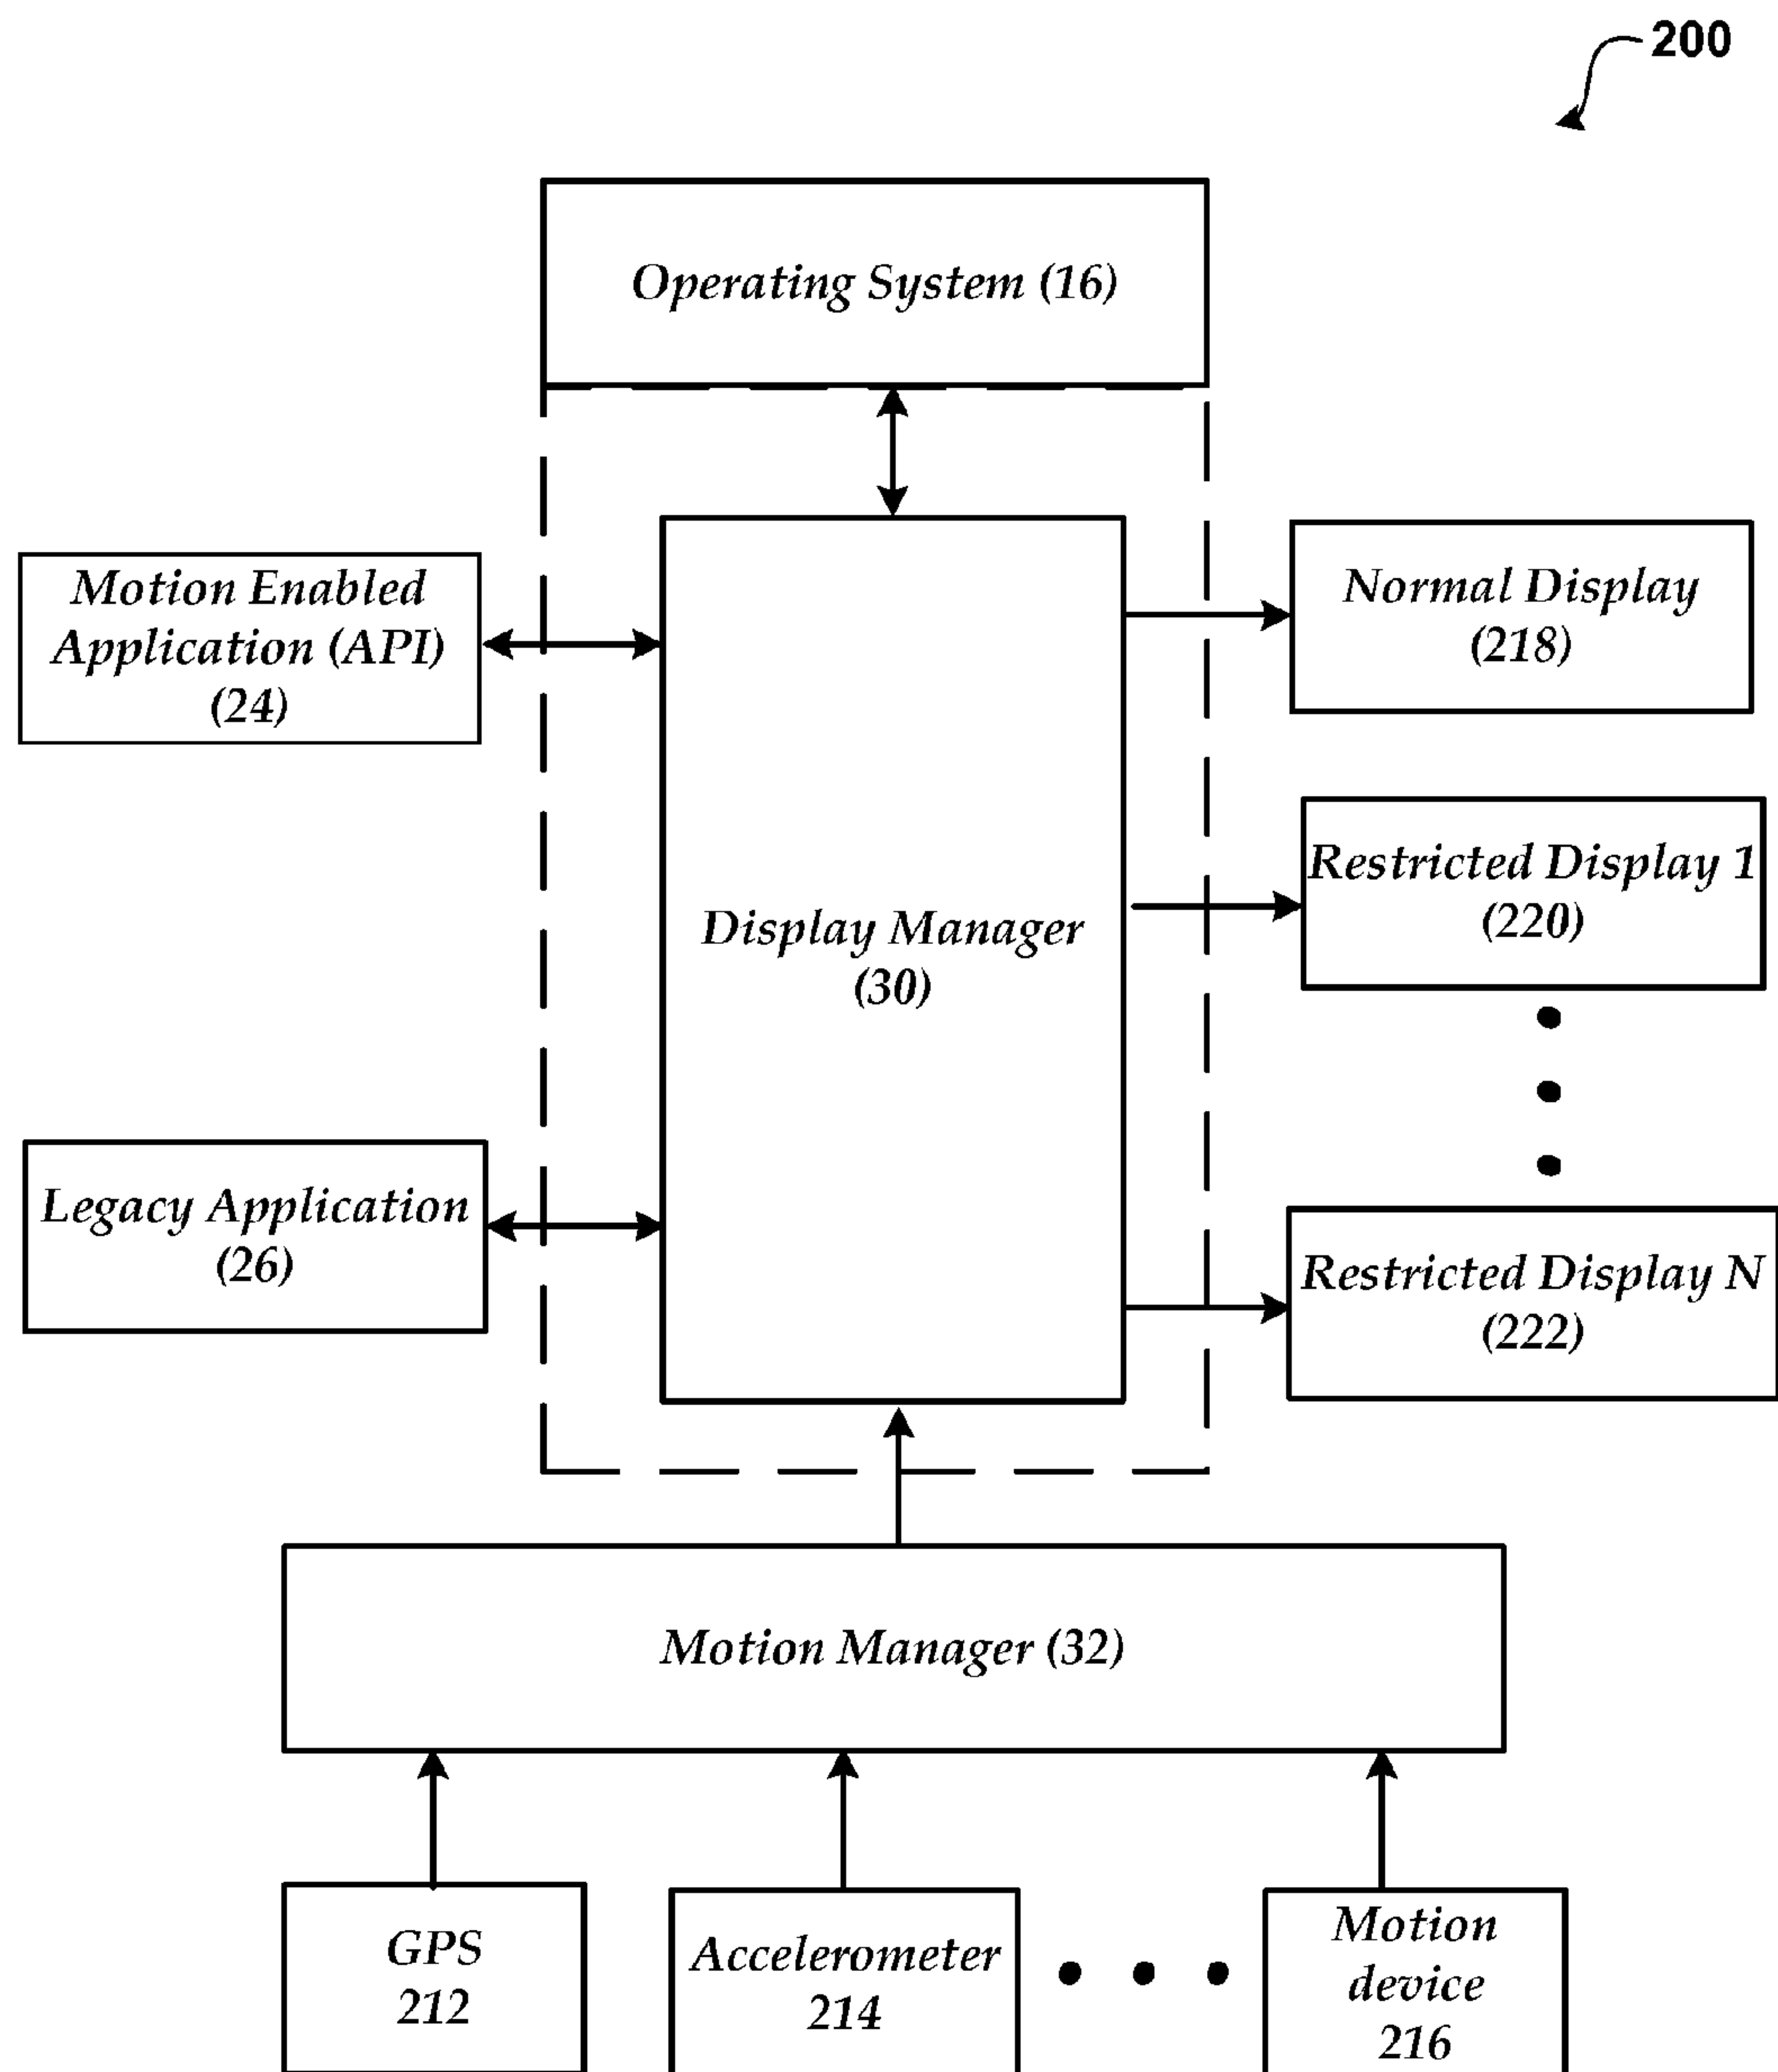 200
Operating System (16)
Motion Enabled
Application (API)
(24)
Normal Display
(218)
Restricted Display 1
(220)
Display Manager
(30)
Legacy Application
(26)
Restricted Display N
(222)
Motion Manager (32)
GPS
212
Accelerometer
214
Motion
device
216